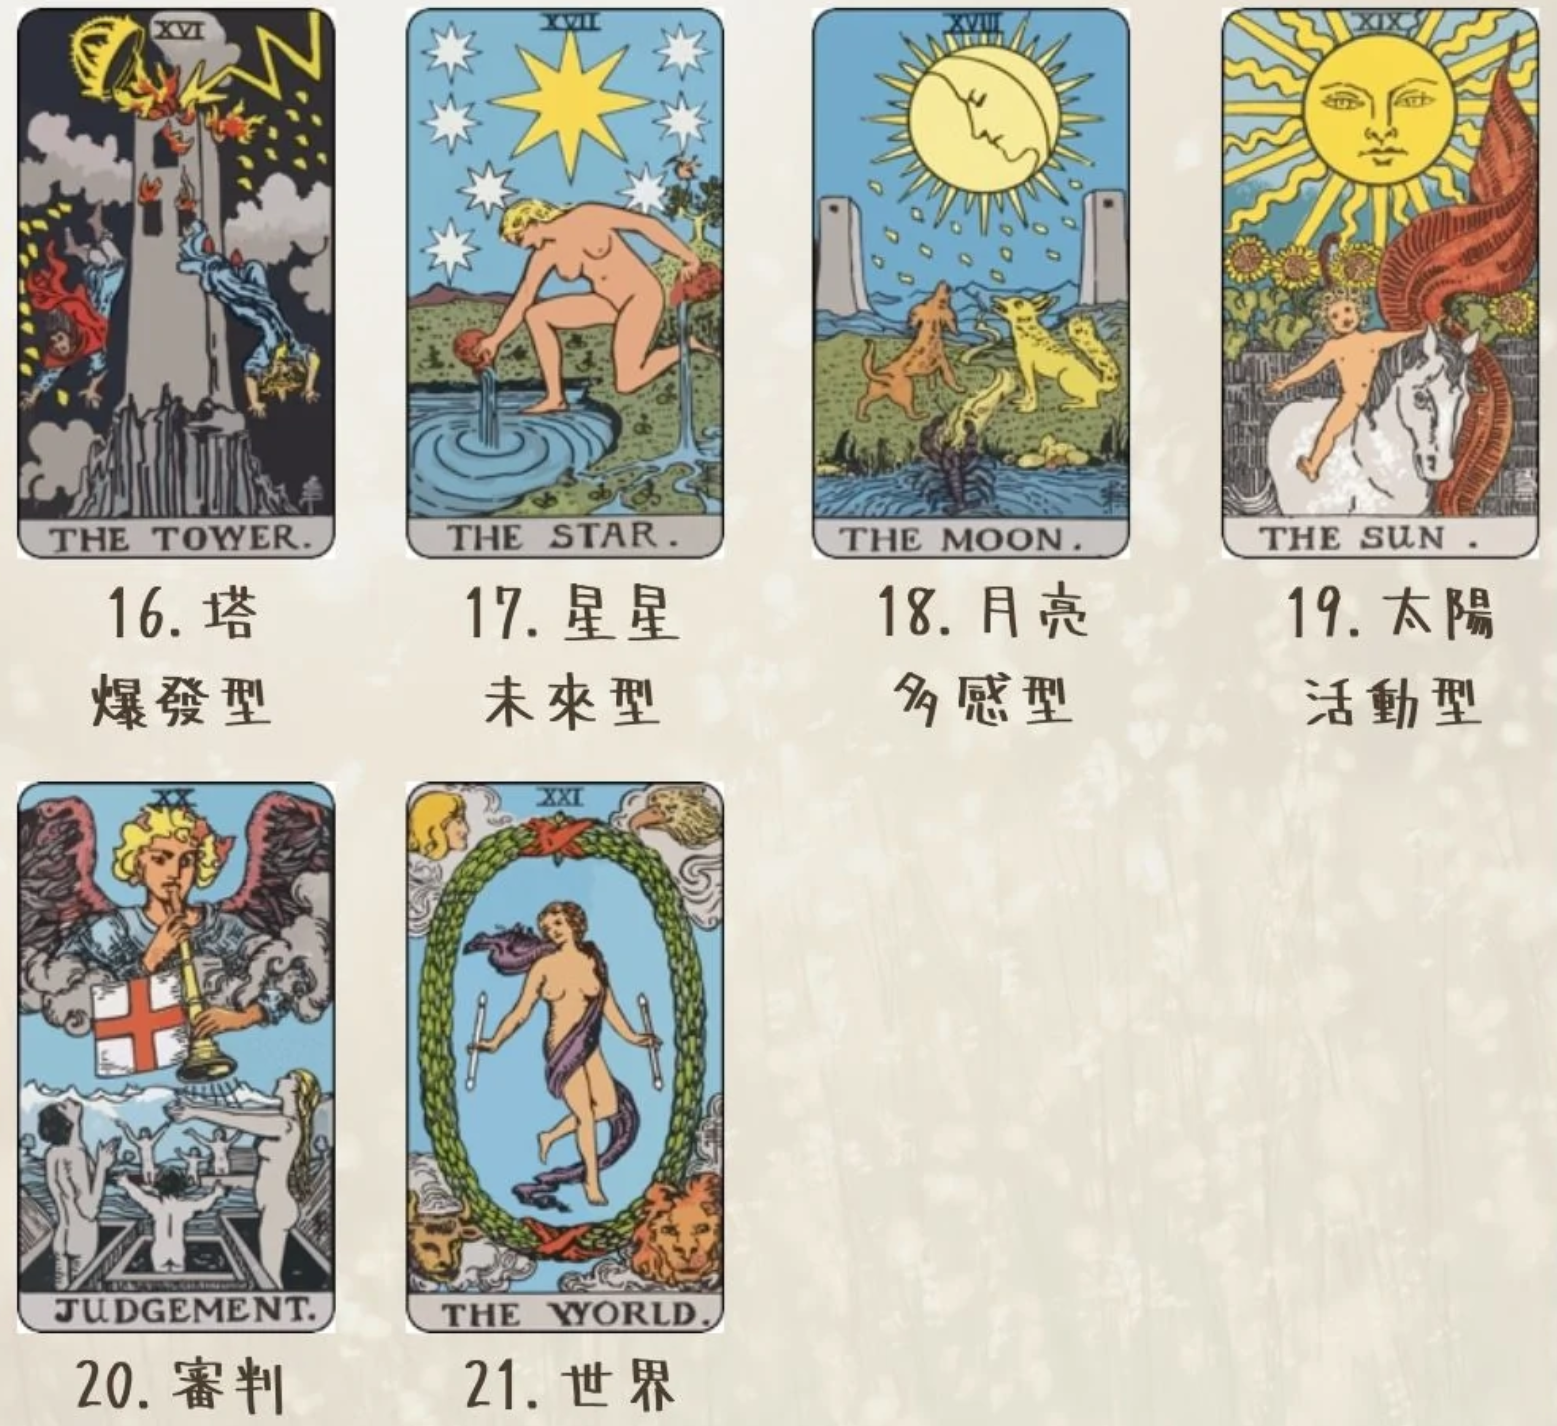 XVI
THE TOWER.
16. 塔
爆發型
XVII
THE STAR.
17. 星星
未來型
XVIII
THE MOON.
18. 月亮
多感型
XIX
THE SUN .
19. 太陽
活動型
XX
JUDGEMENT.
20. 審判
XXI
THE WORLD.
21. 世界